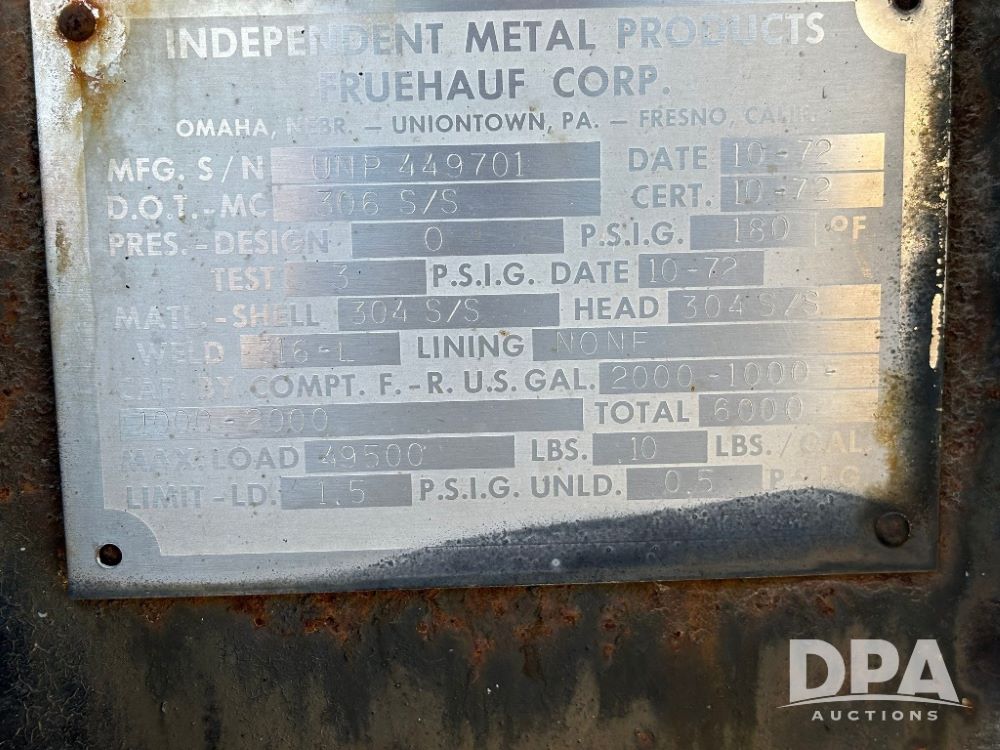 INDEPENDENT METAL PRODUCTS
FRUEHAUF CORP.
OMAHA, NEBR. – UNIONTOWN, PA. – FRESNO, CALIF.
MFG. S/N UNP 449701 DATE 10-72
D.O.T.-MC 306 S/S CERT. 10-72
PRES.-DESIGN 0 P.S.I.G. 180 °F
TEST 3 P.S.I.G. DATE 10-72
MATL.-SHELL 304 S/S HEAD 304 S/S
WELD 16-L LINING NONE
CAP. BY COMPT. F.-R. U.S. GAL. 2000-1000-
1000-2000 TOTAL 6000
MAX. LOAD 49500 LBS. 10 LBS./GAL.
LIMIT-LD. 1.5 P.S.I.G. UNLD. 0.5 P.S.I.G.
DPA
AUCTIONS